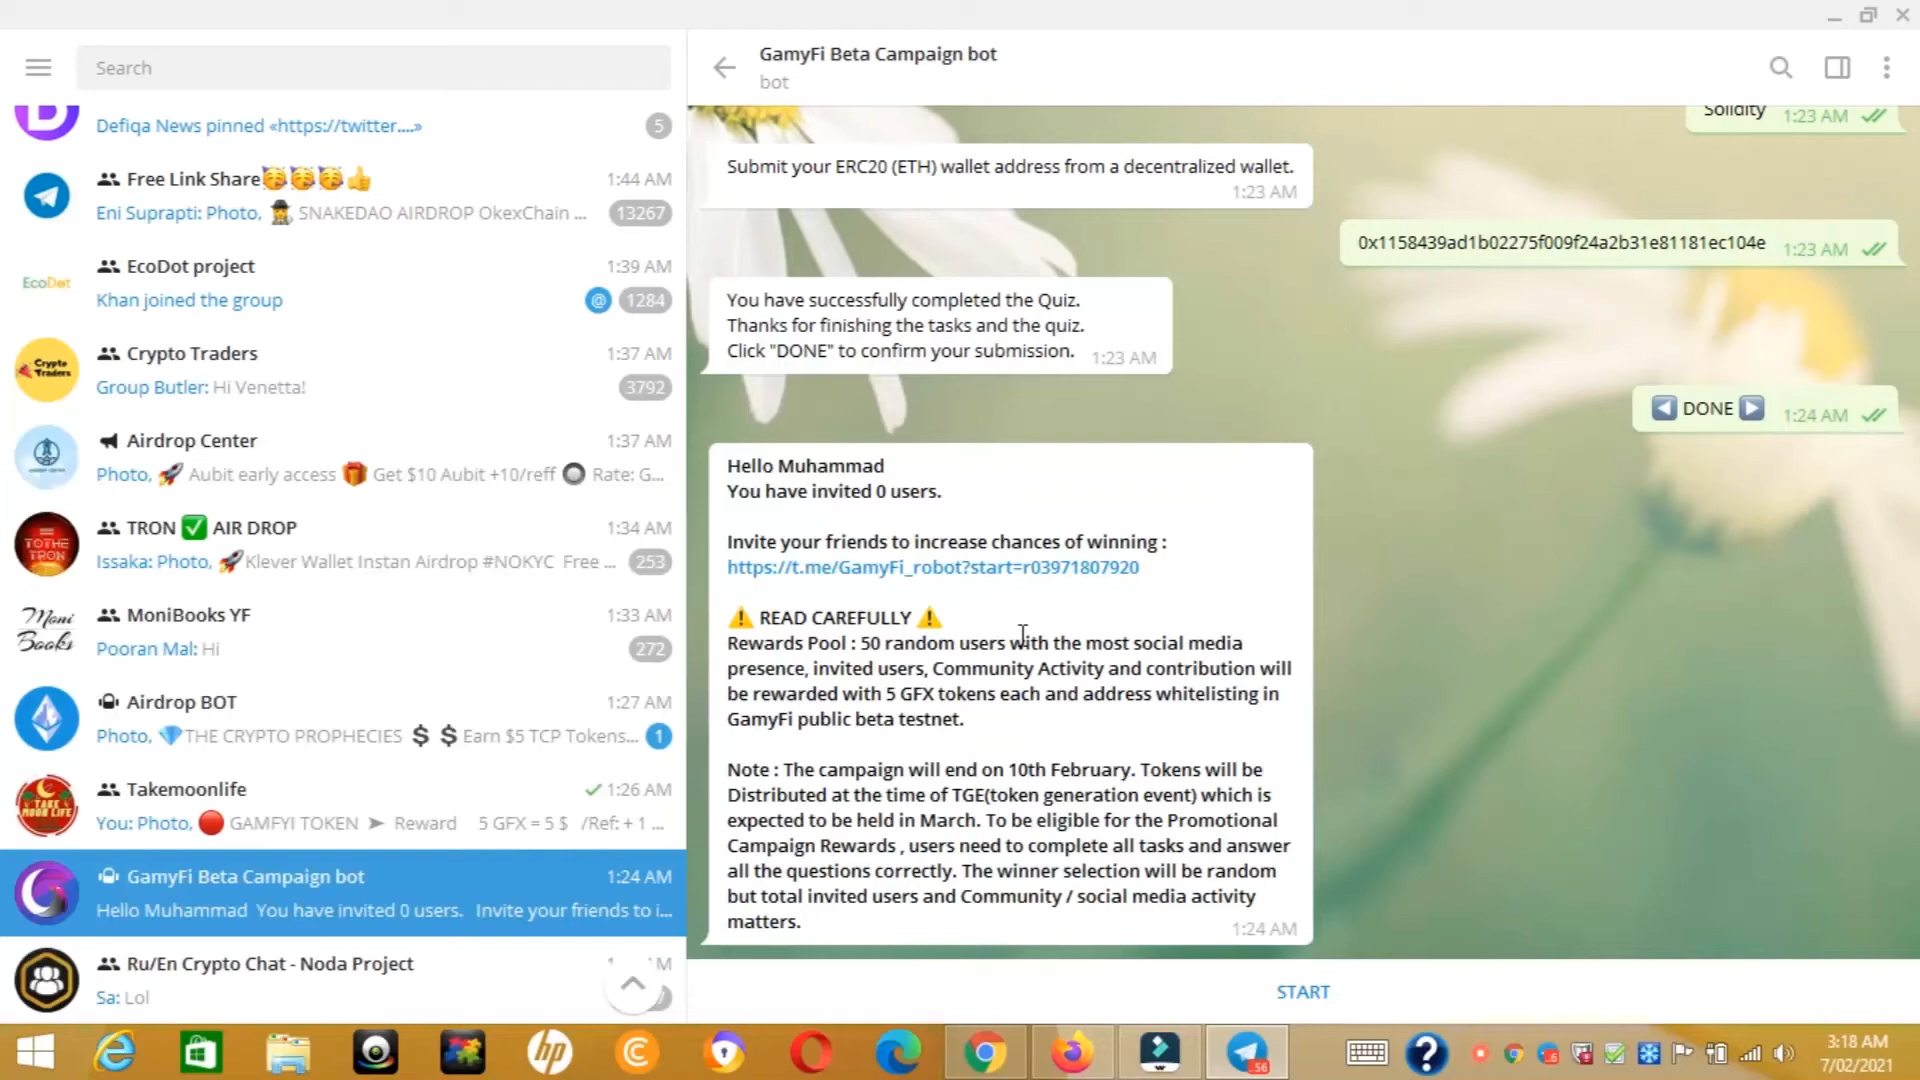 Search
Defiqa News pinned «https://twitter....»
5
Free Link Share🥳🥳🥳👍
1:44 AM
Eni Suprapti: Photo, 🕵 SNAKEDAO AIRDROP OkexChain ...
13267
EcoDot
EcoDot project
1:39 AM
Khan joined the group
@
1284
Crypto Traders
Crypto Traders
1:37 AM
Group Butler: Hi Venetta!
3792
Airdrop Center
1:37 AM
Photo, 🚀 Aubit early access 🎁 Get $10 Aubit +10/reff 🔘 Rate: G...
TO THE TRON
TRON ✅ AIR DROP
1:34 AM
Issaka: Photo, 🚀Klever Wallet Instan Airdrop #NOKYC Free ...
253
Moni Books
MoniBooks YF
1:33 AM
Pooran Mal: Hi
272
Airdrop BOT
1:27 AM
Photo, 💎THE CRYPTO PROPHECIES 💲 💲 Earn $5 TCP Tokens...
1
TAKE MOON LIFE
Takemoonlife
1:26 AM
You: Photo, 🔴 GAMFYI TOKEN ➤ Reward 5 GFX = 5 $ /Ref: + 1 ...
GamyFi Beta Campaign bot
1:24 AM
Hello Muhammad You have invited 0 users. Invite your friends to i...
Ru/En Crypto Chat - Noda Project
Sa: Lol
GamyFi Beta Campaign bot
bot
Solidity
1:23 AM
Submit your ERC20 (ETH) wallet address from a decentralized wallet.
1:23 AM
0x1158439ad1b02275f009f24a2b31e81181ec104e
1:23 AM
You have successfully completed the Quiz.
Thanks for finishing the tasks and the quiz.
Click "DONE" to confirm your submission.
1:23 AM
◀ DONE ▶
1:24 AM
Hello Muhammad
You have invited 0 users.
Invite your friends to increase chances of winning :
https://t.me/GamyFi_robot?start=r03971807920
⚠ READ CAREFULLY ⚠
Rewards Pool : 50 random users with the most social media
presence, invited users, Community Activity and contribution will
be rewarded with 5 GFX tokens each and address whitelisting in
GamyFi public beta testnet.
Note : The campaign will end on 10th February. Tokens will be
Distributed at the time of TGE(token generation event) which is
expected to be held in March. To be eligible for the Promotional
Campaign Rewards , users need to complete all tasks and answer
all the questions correctly. The winner selection will be random
but total invited users and Community / social media activity
matters.
1:24 AM
START
hp
56
3:18 AM
7/02/2021